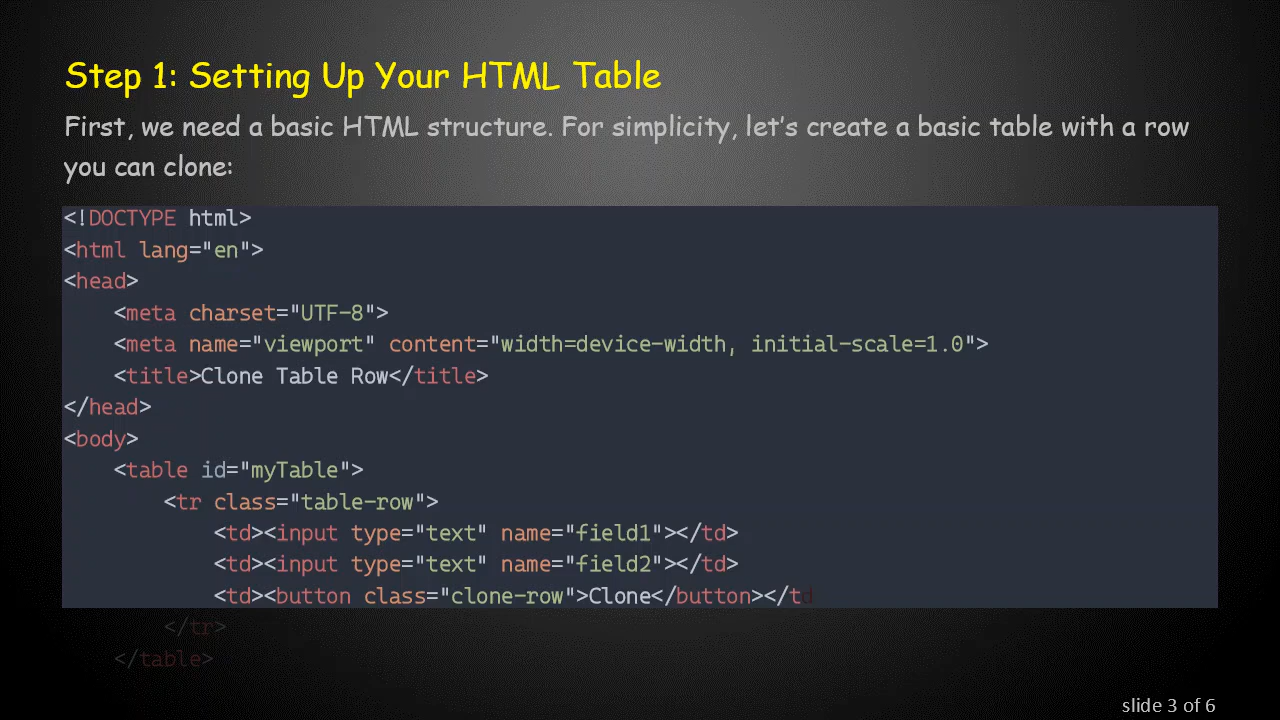 Step 1: Setting Up Your HTML Table
First, we need a basic HTML structure. For simplicity, let’s create a basic table with a row
you can clone:
<!DOCTYPE html>
<html lang="en">
<head>
    <meta charset="UTF-8">
    <meta name="viewport" content="width=device-width, initial-scale=1.0">
    <title>Clone Table Row</title>
</head>
<body>
    <table id="myTable">
        <tr class="table-row">
            <td><input type="text" name="field1"></td>
            <td><input type="text" name="field2"></td>
            <td><button class="clone-row">Clone</button></td
        </tr>
    </table>
slide 3 of 6